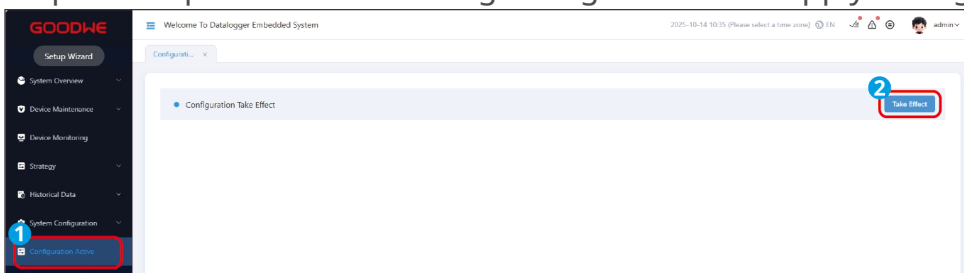 GOODWE
Welcome To Datalogger Embedded System
2025-10-14 10:35 (Please select a time zone) EN
admin
Setup Wizard
Configurati... ×
System Overview
Device Maintenance
Configuration Take Effect
2
Take Effect
Device Monitoring
Strategy
Historical Data
System Configuration
1
Configuration Active